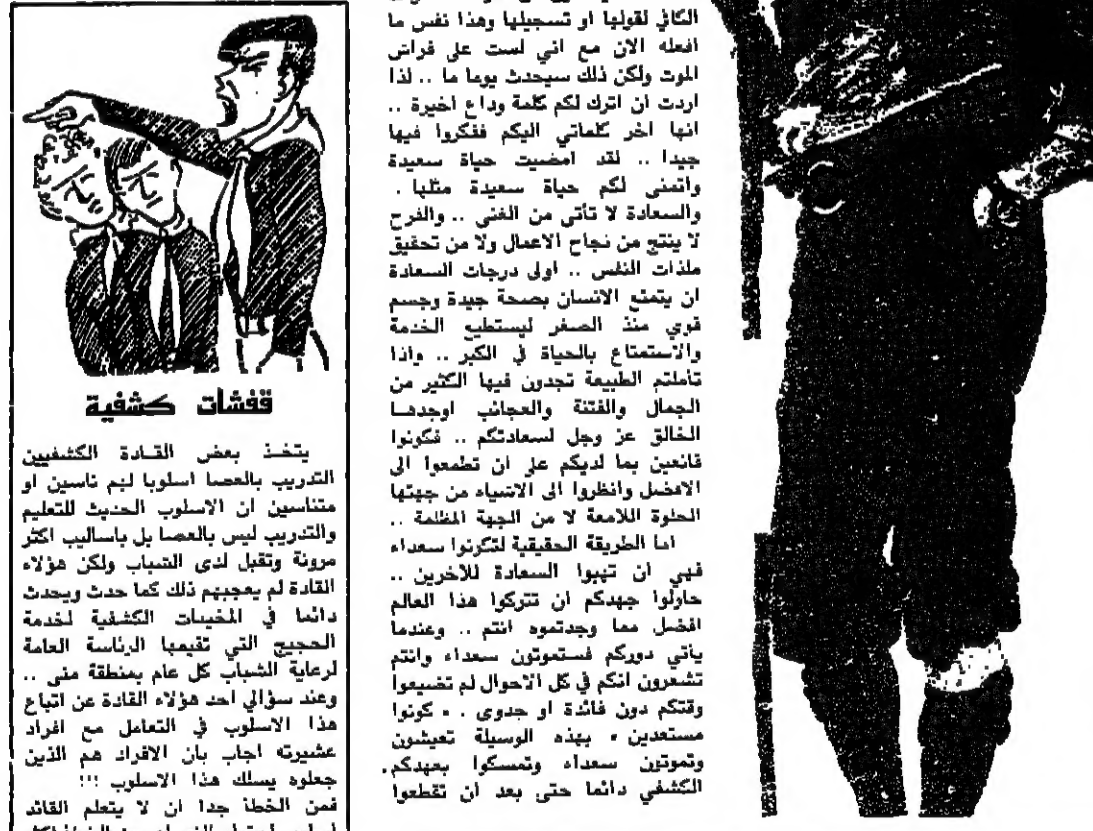 الكافي لقولها او تسجيلها وهذا نفس ما
افعله الان مع اني لست على فراش
الموت ولكن ذلك سيحدث يوما ما .. لذا
اردت ان اترك لكم كلمة وداع اخيرة ..
انها اخر كلماتي اليكم ففكروا فيها
جيدا .. لقد امضيت حياة سعيدة
واتمنى لكم حياة سعيدة مثلها .
والسعادة لا تأتى من الغنى .. والفرح
لا ينتج من نجاح الاعمال ولا من تحقيق
ملذات النفس .. اولى درجات السعادة
ان يتمتع الانسان بصحة جيدة وجسم
قوي منذ الصغر ليستطيع الخدمة
والاستمتاع بالحياة في الكبر .. واذا
تأملتم الطبيعة تجدون فيها الكثير من
الجمال والفتنة والعجائب اوجدها
الخالق عز وجل لسعادتكم .. فكونوا
قانعين بما لديكم على ان تطمعوا الى
الافضل وانظروا الى الاشياء من جهتها
الحلوة اللامعة لا من الجهة المظلمة ..
اما الطريقة الحقيقية لتكونوا سعداء
فهي ان تهبوا السعادة للآخرين ..
حاولوا جهدكم ان تتركوا هذا العالم
افضل مما وجدتموه انتم .. وعندما
يأتي دوركم فستموتون سعداء وانتم
تشعرون انكم في كل الاحوال لم تضيعوا
وقتكم دون فائدة او جدوى . « كونوا
مستعدين » بهذه الوسيلة تعيشون
وتموتون سعداء وتمسكوا بعهدكم.
الكشفي دائما حتى بعد ان تقطعوا
قفشات كشفية
يتخذ بعض القادة الكشفيين
التدريب بالعصا اسلوبا لهم ناسين او
متناسين ان الاسلوب الحديث للتعليم
والتدريب ليس بالعصا بل باساليب اكثر
مرونة وتقبل لدى الشباب ولكن هؤلاء
القادة لم يعجبهم ذلك كما حدث ويحدث
دائما في المخيمات الكشفية لخدمة
الحجيج التي تقيمها الرئاسة العامة
لرعاية الشباب كل عام بمنطقة منى ..
وعند سؤالي احد هؤلاء القادة عن اتباع
هذا الاسلوب في التعامل مع افراد
عشيرته اجاب بان الافراد هم الذين
جعلوه يسلك هذا الاسلوب !!!
فمن الخطأ جدا ان لا يتعلم القائد